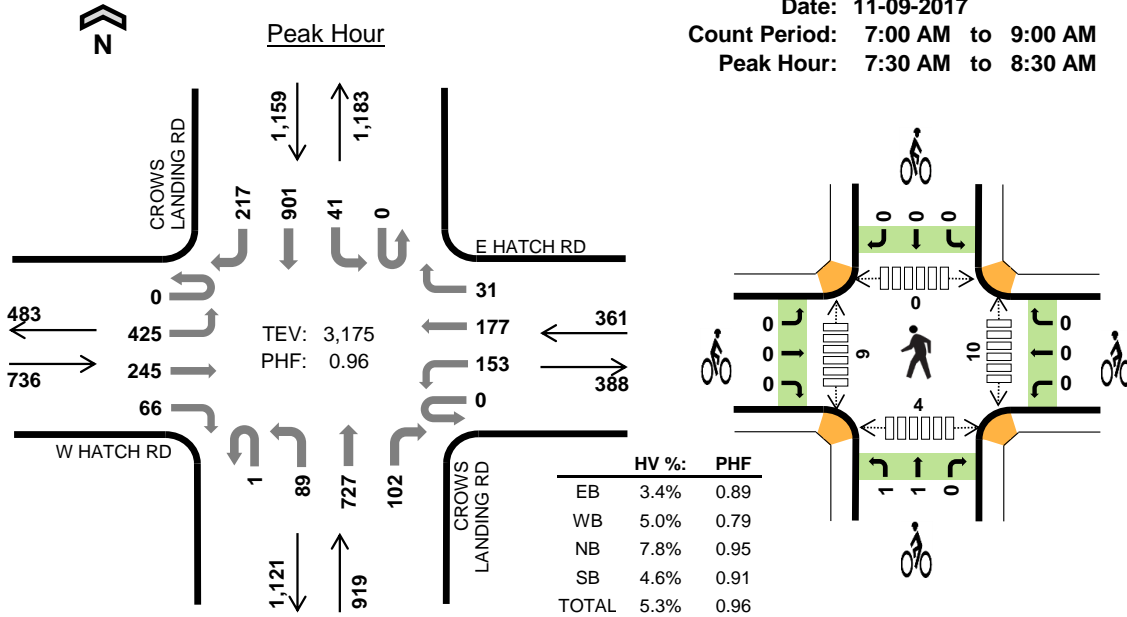 Date: 11-09-2017
Count Period: 7:00 AM to 9:00 AM
Peak Hour: 7:30 AM to 8:30 AM
N
Peak Hour
1,159
1,183
CROWS
LANDING RD
217
901
41
0
E HATCH RD
0
425
245
66
31
177
153
0
483
736
361
388
TEV: 3,175
PHF: 0.96
W HATCH RD
1
89
727
102
CROWS
LANDING RD
1,121
919
HV %: PHF
EB 3.4% 0.89
WB 5.0% 0.79
NB 7.8% 0.95
SB 4.6% 0.91
TOTAL 5.3% 0.96
0 0 0
0
0
0
0
9
10
0
0
0
4
1 1 0